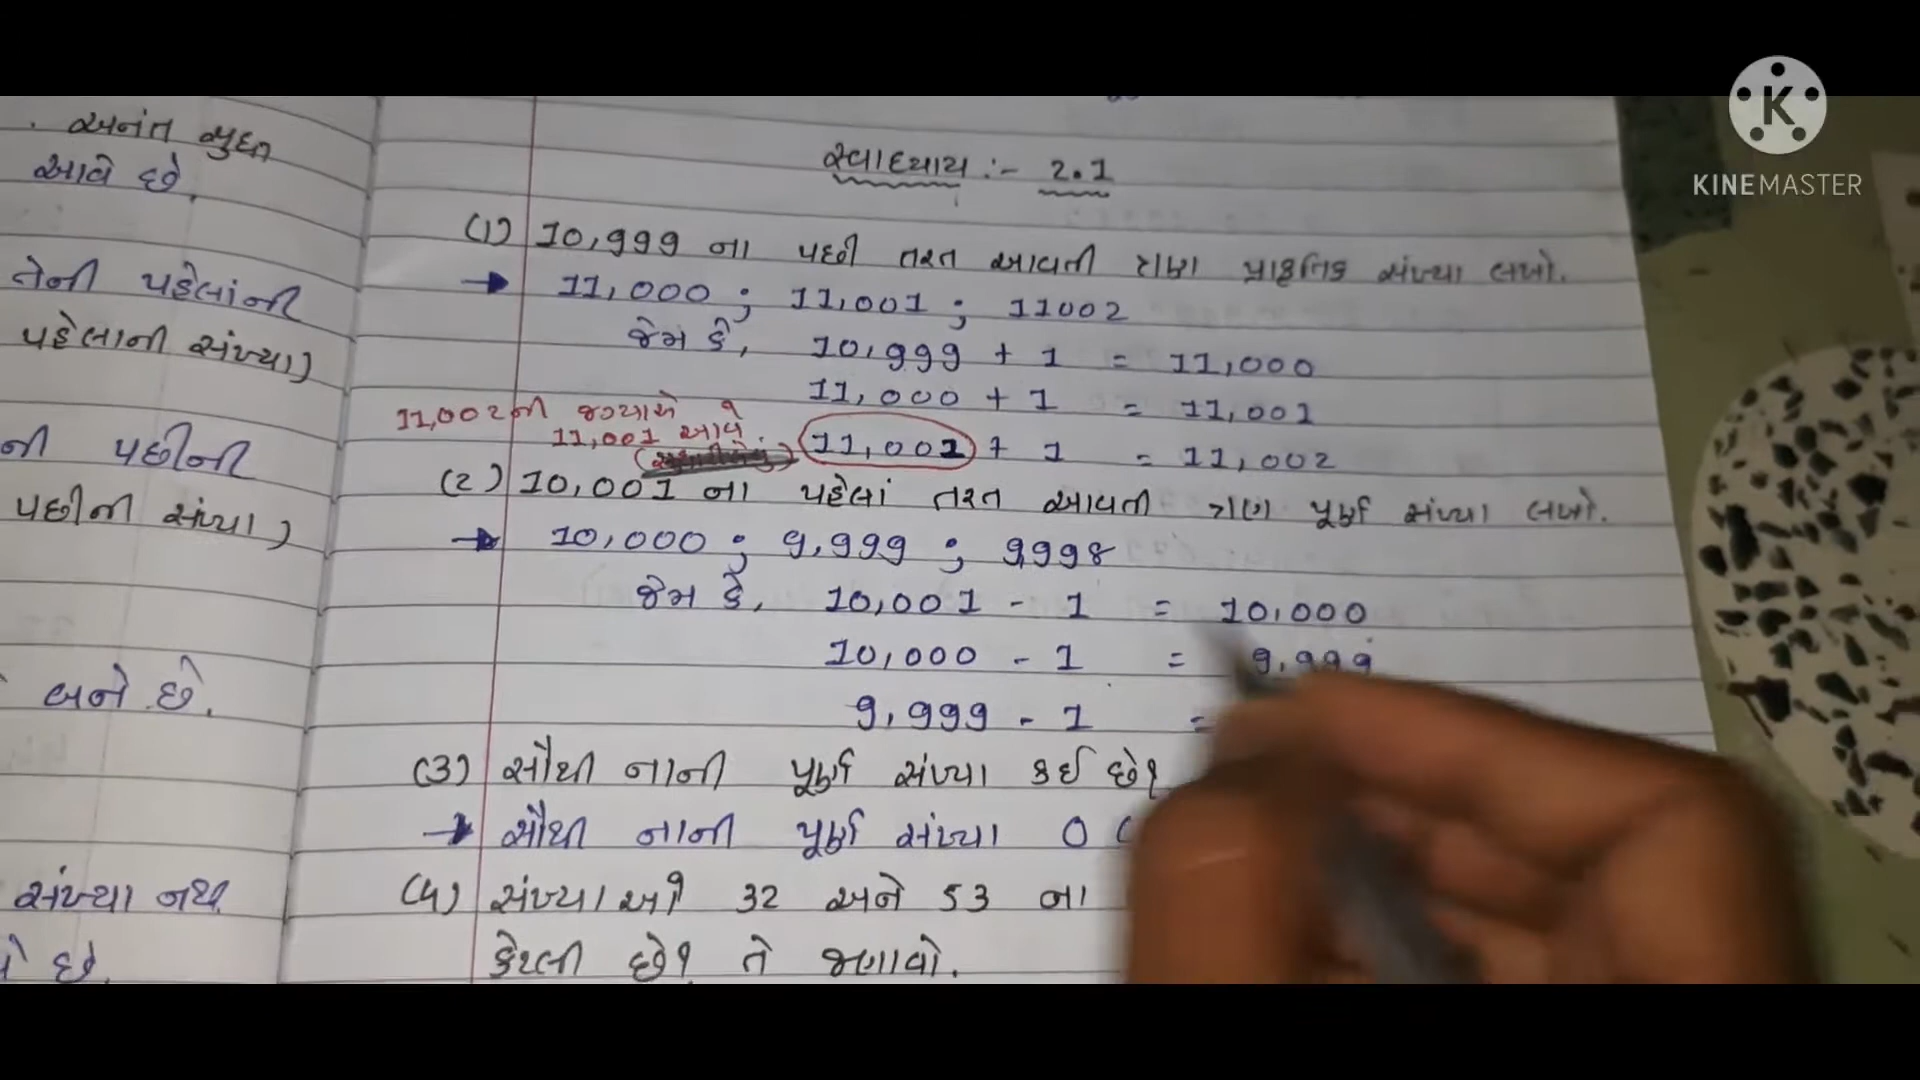 . અનંત સુધી
આવે છે.
તેની પહેલાંની
પહેલાની સંખ્યા)
ની પછીની
પછીની સંખ્યા)
બને છે.
સંખ્યા નથી
છે.
સ્વાધ્યાય :- 2.1
(1) 10,999 ના પછી તરત આવતી ત્રણ પ્રાકૃતિક સંખ્યા લખો.
→ 11,000 ; 11,001 ; 11002
જેમ કે, 10,999 + 1 = 11,000
11,000 + 1 = 11,001
11,002ની જગ્યાએ
11,001 આવે.
11,001 + 1 = 11,002
(2) 10,001 ના પહેલાં તરત આવતી ત્રણ પૂર્ણ સંખ્યા લખો.
→ 10,000 ; 9,999 ; 9998
જેમ કે, 10,001 - 1 = 10,000
10,000 - 1 = 9,999
9,999 - 1 =
(3) સૌથી નાની પૂર્ણ સંખ્યા કઈ છે?
→ સૌથી નાની પૂર્ણ સંખ્યા 0 (
(4) સંખ્યાઓ 32 અને 53 ના
કેટલી છે? તે જણાવો.
K
KINEMASTER